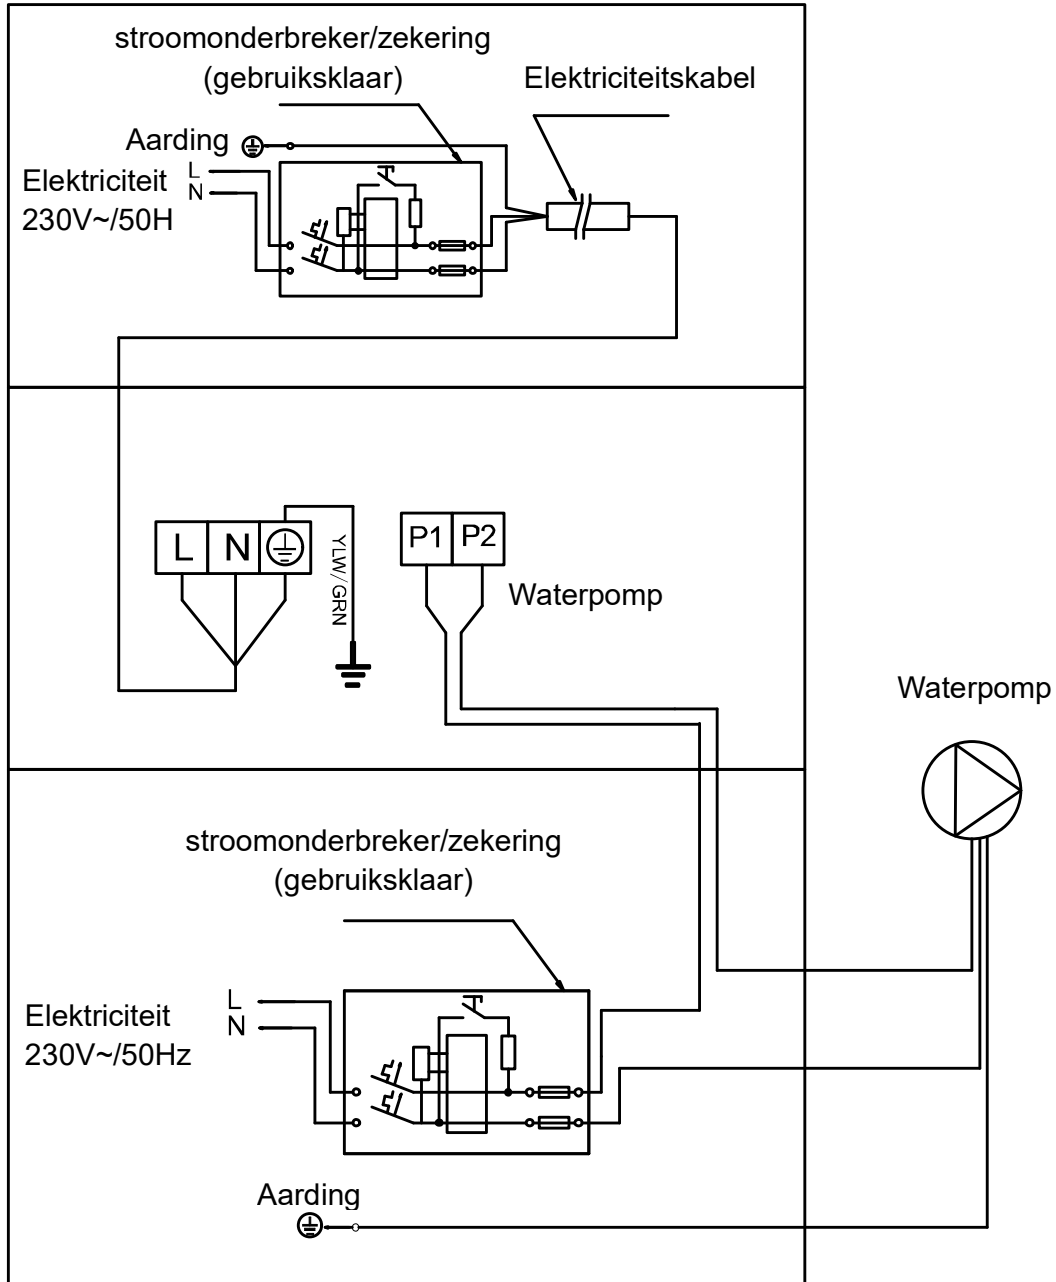 stroomonderbreker/zekering
(gebruiksklaar)
Elektriciteitskabel
Aarding
L
Elektriciteit
N
230V~/50H
L N
YLW/GRN
P1 P2
Waterpomp
Waterpomp
stroomonderbreker/zekering
(gebruiksklaar)
L
Elektriciteit
N
230V~/50Hz
Aarding